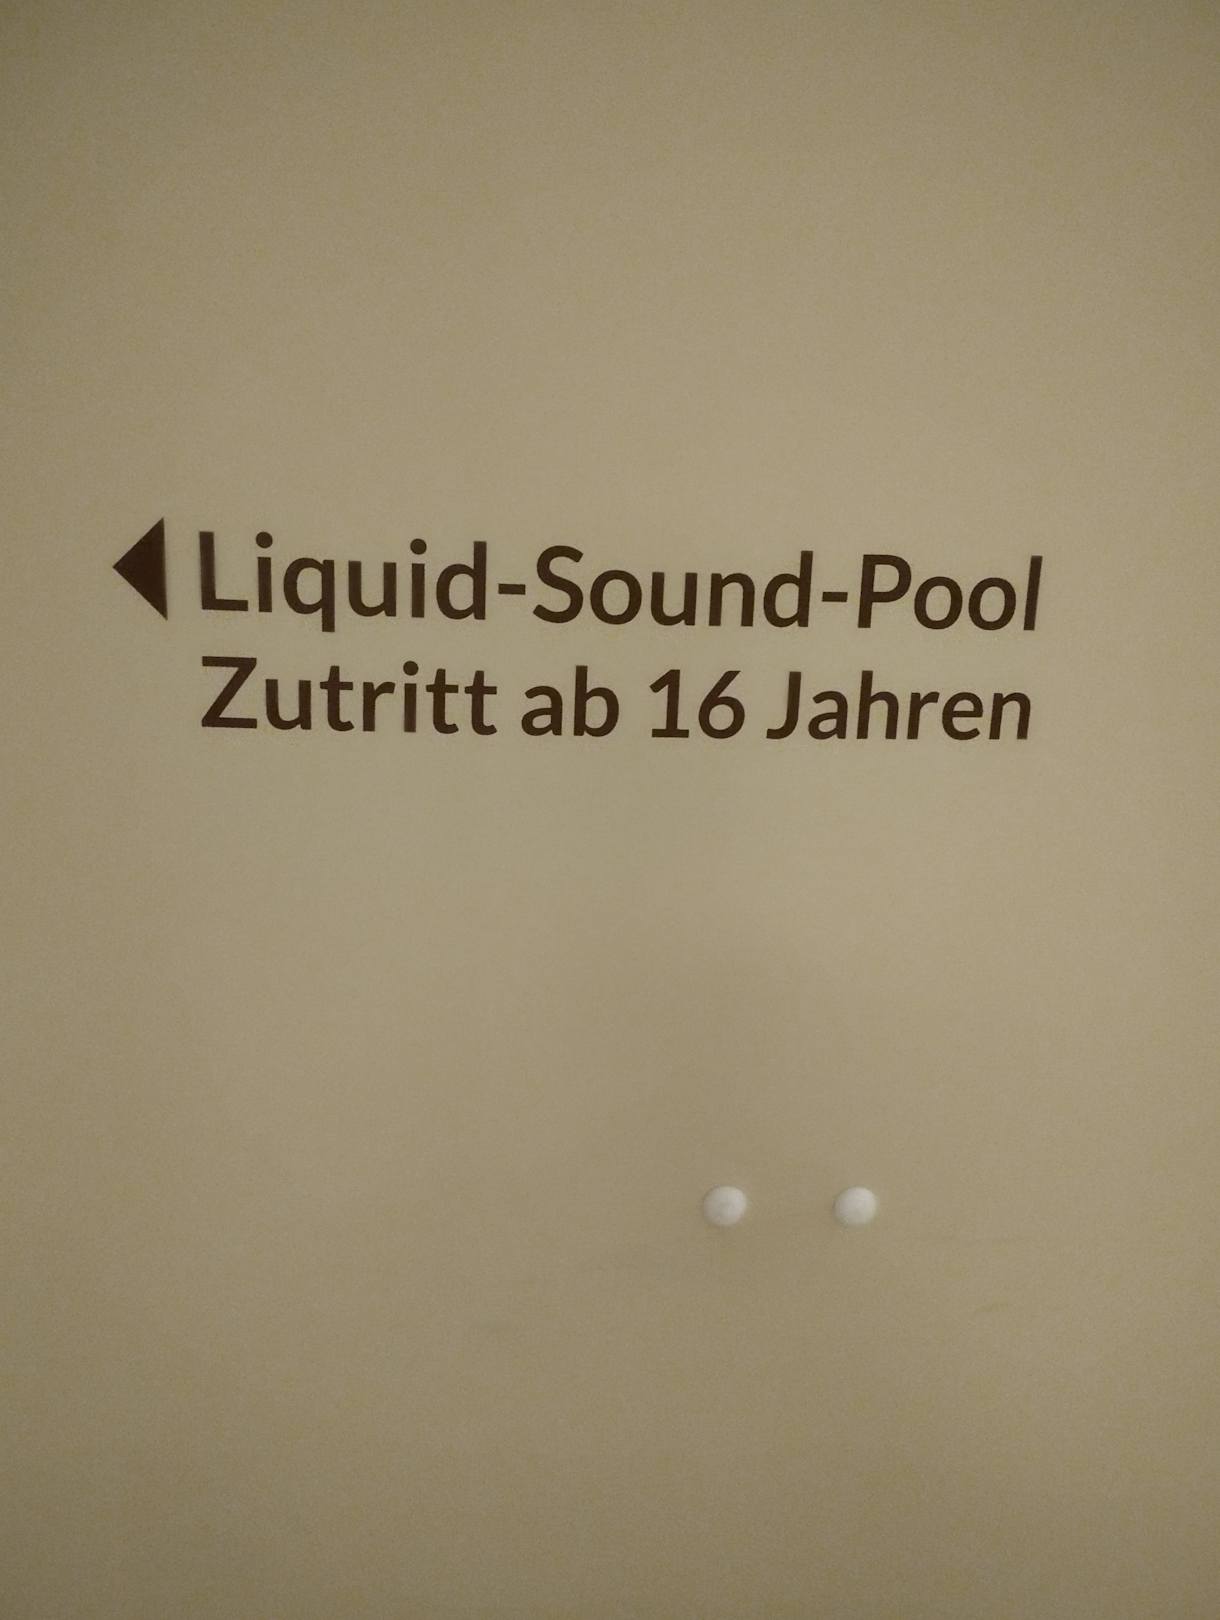 Liquid-Sound-Pool
Zutritt ab 16 Jahren